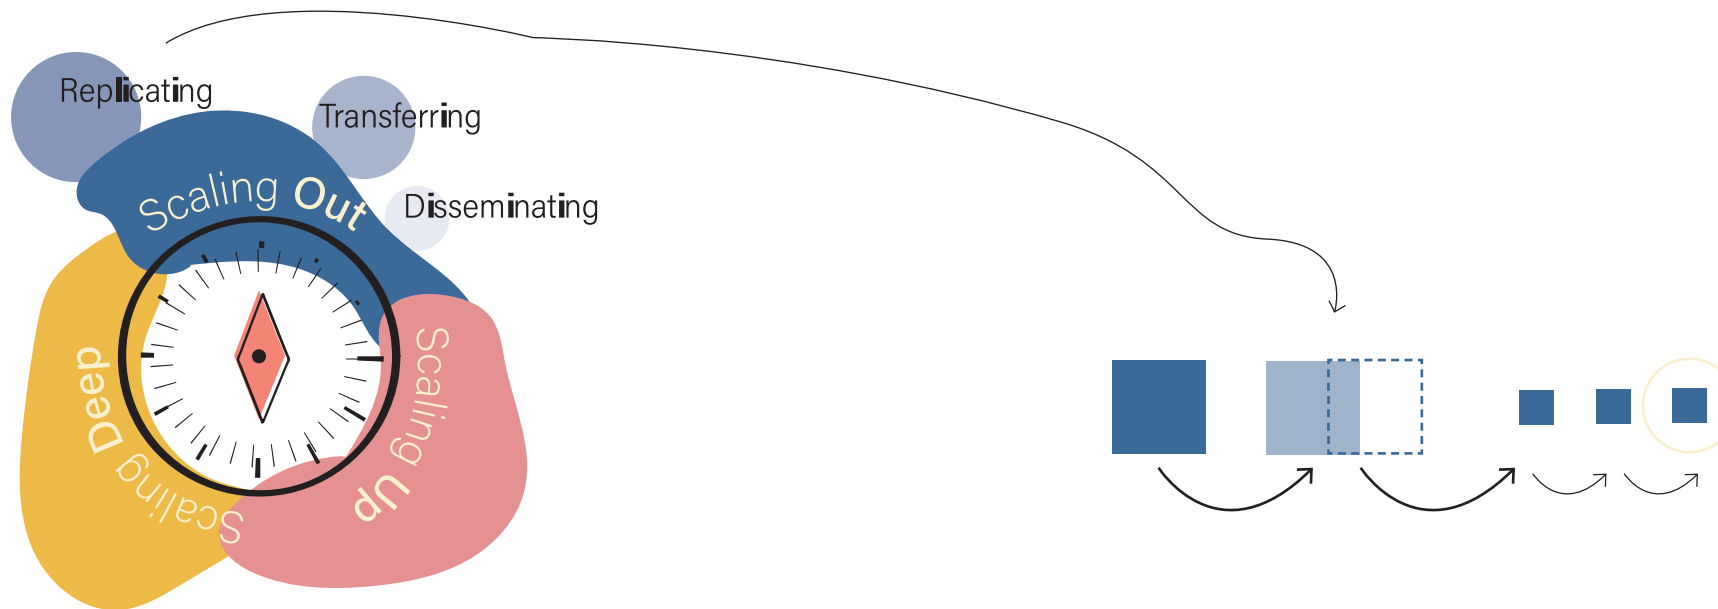 Replicating
Transferring
Disseminating
Scaling Out
Scaling Deep
Scaling Up